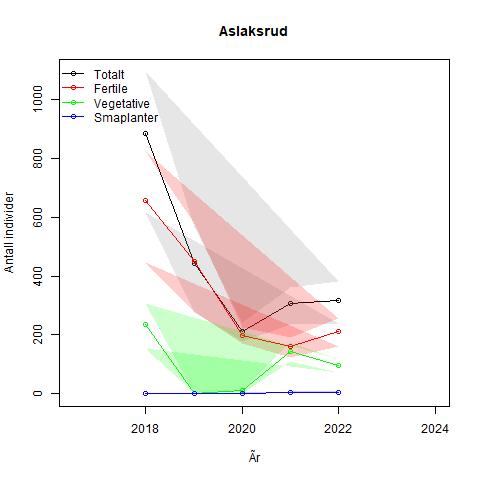 Aslaksrud
Totalt
Fertile
Vegetative
Smaplanter
Antall individer
0
200
400
600
800
1000
2018
2020
2022
2024
Ãr